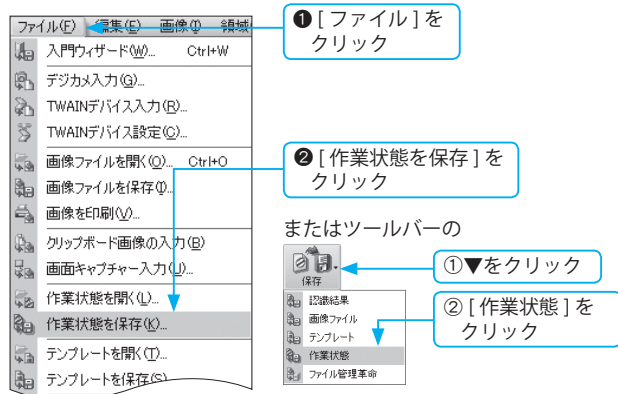 ファイル(F) 編集(E) 画像(I) 領域
入門ウィザード(W)... Ctrl+W
デジカメ入力(G)...
TWAINデバイス入力(R)...
TWAINデバイス設定(C)...
画像ファイルを開く(O)... Ctrl+O
画像ファイルを保存(I)...
画像を印刷(V)...
クリップボード画像の入力(B)
画面キャプチャー入力(J)...
作業状態を開く(L)...
作業状態を保存(K)...
テンプレートを開く(T)...
テンプレートを保存(S)
❶ [ ファイル ] を
クリック
❷ [ 作業状態を保存 ] を
クリック
またはツールバーの
保存
①▼をクリック
認識結果
画像ファイル
テンプレート
作業状態
ファイル管理革命
② [ 作業状態 ] を
クリック